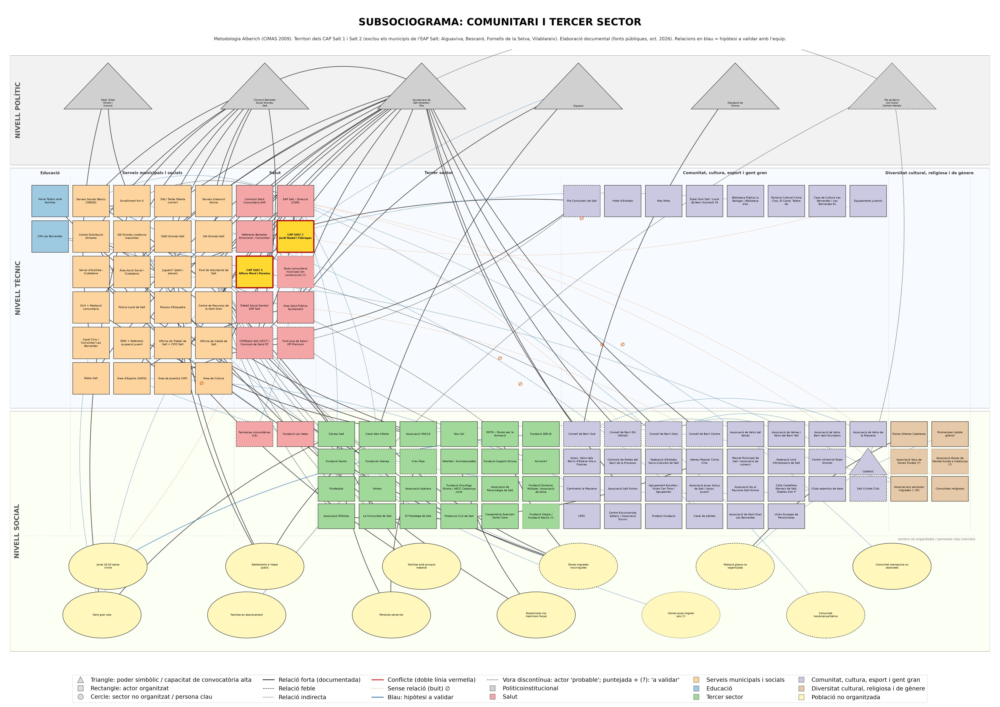 SUBSOCIOGRAMA: COMUNITARI I TERCER SECTOR
Metodologia Alberich (CIMAS 2009). Territori dels CAP Salt 1 i Salt 2 (exclou els municipis de l'EAP Salt: Aiguaviva, Bescanó, Fornells de la Selva, Vilablareix). Elaboració documental (fonts públiques, oct. 2026). Relacions en blau = hipòtesi a validar amb l'equip.
NIVELL POLÍTIC
Dept. Drets
Socials i
Inclusió
Consorci Benestar
Social Gironès-
Salt
Ajuntament de
Salt (Alcaldia i
Ple)
Dipsalut
Diputació de
Girona
Pla de Barris
(sol·licitud
Centre+Veïnat)
NIVELL TÈCNIC
Educació
Serveis municipals i socials
Salut
Tercer sector
Comunitat, cultura, esport i gent gran
Diversitat cultural, religiosa i de gènere
Xarxa Tallers amb
Famílies
Serveis Socials Bàsics
(CBSGS)
Envelliment Km 0
SIAJ i Tarda Oberta
(carrer)
Serveis d'atenció
diürna
Comissió Salut
Comunitària EAP
EAP Salt – Direcció
(CSIR)
Pla Comunitari de Salt
Hotel d'Entitats
Mas Mota
Espai Som Salt i Local
de Barri Guimerà 76
Biblioteca Pública Iu
Bohigas i Biblioteca
d'en
Factoria Cultural Coma
Cros, El Canal, Teatre
de
Casa de Cultura Les
Bernardes / Les
Bernardes Es
Equipaments juvenils
∅
CFA Les Bernardes
Centre Distribució
Aliments
SIE Gironès (violència
masclista)
SIAD Gironès-Salt
SAI Gironès-Salt
Referents Benestar
Emocional i Comunitari
CAP SALT 1
Jordi Nadal i Fàbregas
Servei d'Acollida i
Ciutadania
Àrea Acció Social i
Ciutadania
Juguem? (patis i
places)
Punt de Voluntariat de
Salt
CAP SALT 2
Alfons Moré i Paretas
Taula comunitària
municipal (en
construcció) (?)
OLH + Mediació
comunitària
Policia Local de Salt
Mossos d'Esquadra
Centre de Recursos de
la Gent Gran
Treball Social Sanitari
EAP Salt
Àrea Salut Pública
Ajuntament
Casal Cívic i
Comunitari Les
Bernardes
EMO + Referents
ocupació juvenil
Oficina de Treball de
Salt + CIFO Salt
Oficina de Català de
Salt
COMSalut Salt (2017) /
Comissió de Salut PC
Punt Jove de Salut /
VIP Premium
∅
∅
∅
Ràdio Salt
Àrea d'Esports (SAFIS)
Àrea de Joventut (VIP)
∅
Àrea de Cultura
∅
NIVELL SOCIAL
Farmàcies comunitàries
(14)
Fundació Les Vetes
Càritas Salt
Casal dels Infants
Associació VINCLE
Nou Sol
DOTA – Dones per la
formació
Fundació SER.GI
Consell de Barri Sud
Consell de Barri Est
(Veïnat)
Consell de Barri Oest
Consell de Barri Centre
Associació de Veïns del
Veïnat
Associació de Veïnes i
Veïns del Barri Vell
Associació de Veïns
Barri dels Escriptors
Associació de Veïns de
la Massana
Dones Gitanes Catalanes
Rromanipen (poble
gitano)
Fundació Gentis
Fundación Atenea
Creu Roja
Valentes i Acompanyades
Fundació Support-Girona
Acciona't
Assoc. Veïns dels
Barris d'Esteve Vila a
Frances
Comissió de Festes del
Barri de la Processó
Federació d'Entitats
Socio-Culturals de Salt
Ateneu Popular Coma
Cros
Mercat Municipal de
Salt i Associació de
comerci
Federació Unió
d'Empresaris de Salt
Centre comercial Espai
Gironès
CONFAVC
Associació Veus de
Dones Fluides (?)
Associació Dones de
Demba Kunda a Catalunya
(?)
Fundesplai
Intress
Associació Azahara
Fundació Oncolliga
Girona / AECC Catalunya
contr
Associació de
Fibromiàlgia de Salt
Fundació Esclerosi
Múltiple i Associació
de Dona
Caminants la Massana
Associació Salt Fiction
Agrupament Escoltes i
Guies Can Tona /
Agrupamen
Associació Joves Actius
de Salt / Assoc.
Juvenil
Associació No al
Racisme Salt-Girona
Colla Castellera
Marrecs de Salt,
Diables d'en P
Clubs esportius de base
Salt Cricket Club
Associacions persones
migrades (~35)
Comunitats religioses
Associació Milfulles
La Comucleta de Salt
El Prestatge de Salt
Protecció Civil de Salt
Cooperativa Avancem
Santa Clara
Fundació Utopia /
Fundació Resilis (?)
UFEC
Centre Excursionista
Saltenc / Associació
Excurs
Frodeno Fundació
Casal de Jubilats
Associació de Gent Gran
Les Bernardes
Unión Europea de
Pensionistas
sectors no organitzats / persones clau (cercles)
Joves 16-20 sense
vincle
Adolescents a l'espai
públic
Famílies amb privació
material
Dones migrades
nouvingudes
Població gitana no
organitzada
Comunitat marroquina no
associada
Gent gran sola
Famílies en desnonament
Persones sense llar
Dones/noies risc
matrimoni forçat
Homes joves migrats
sols (?)
Comunitat
hondurenya/llatina
Triangle: poder simbòlic / capacitat de convocatòria alta
Rectangle: actor organitzat
Cercle: sector no organitzat / persona clau
Relació forta (documentada)
Relació feble
Relació indirecta
Conflicte (doble línia vermella)
Sense relació (buit) ∅
Blau: hipòtesi a validar
Vora discontínua: actor 'probable'; puntejada + (?): 'a validar'
Politicoinstitucional
Salut
Serveis municipals i socials
Educació
Tercer sector
Comunitat, cultura, esport i gent gran
Diversitat cultural, religiosa i de gènere
Població no organitzada